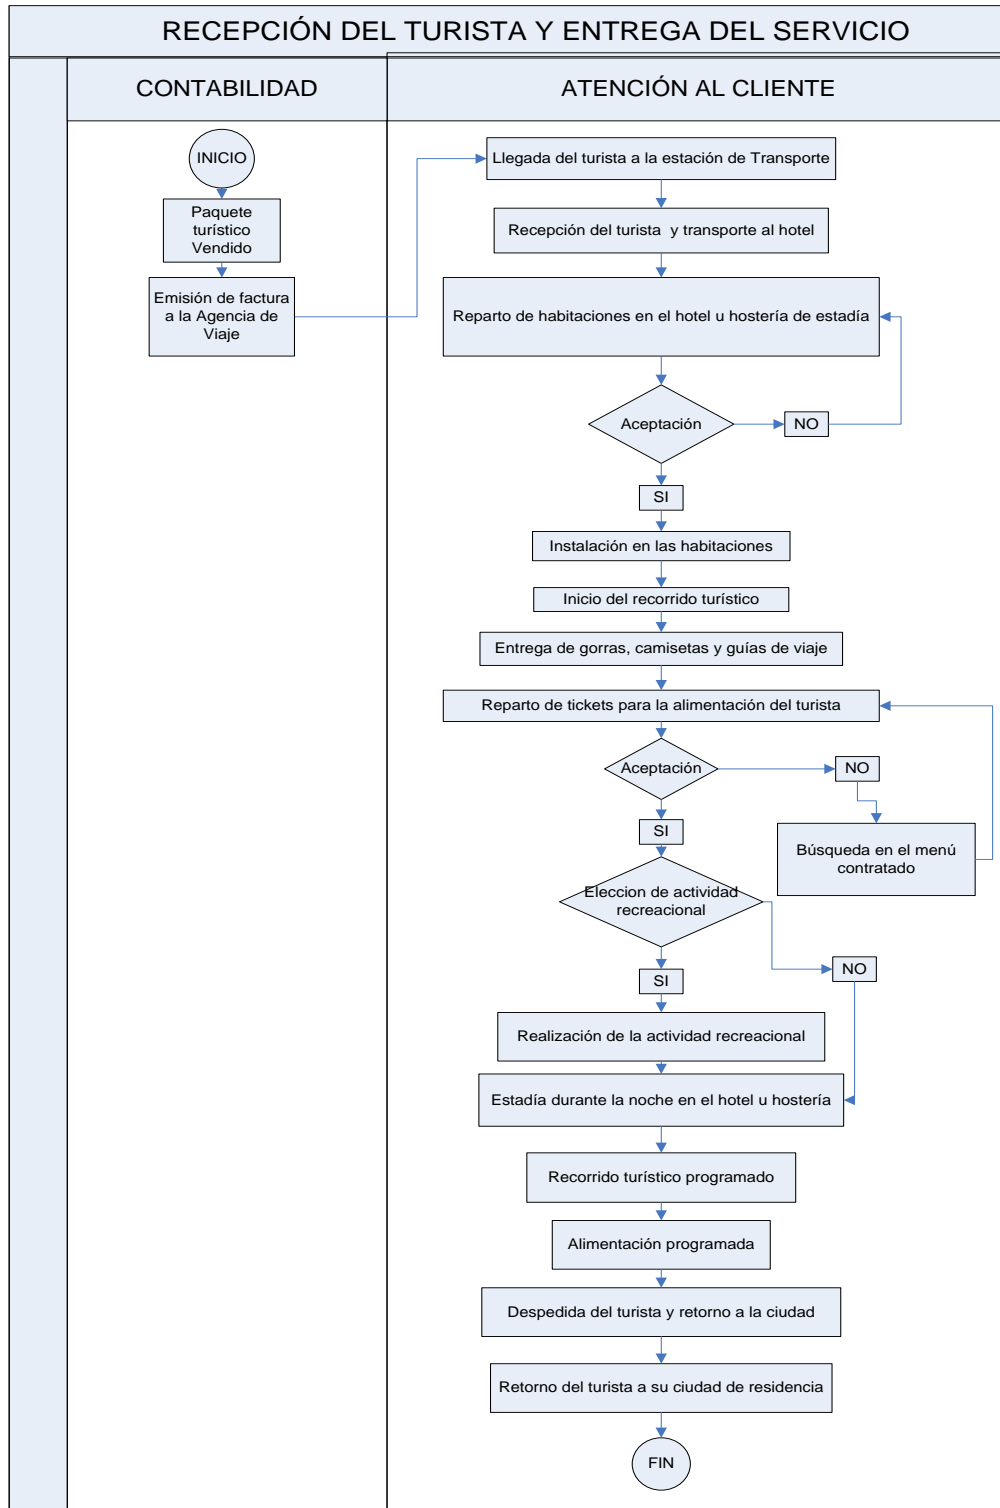 RECEPCIÓN DEL TURISTA Y ENTREGA DEL SERVICIO
CONTABILIDAD
ATENCIÓN AL CLIENTE
INICIO
Paquete
turístico
Vendido
Emisión de factura
a la Agencia de
Viaje
Llegada del turista a la estación de Transporte
Recepción del turista y transporte al hotel
Reparto de habitaciones en el hotel u hostería de estadía
Aceptación
NO
SI
Instalación en las habitaciones
Inicio del recorrido turístico
Entrega de gorras, camisetas y guías de viaje
Reparto de tickets para la alimentación del turista
Aceptación
NO
SI
Búsqueda en el menú
contratado
Eleccion de actividad
recreacional
NO
SI
Realización de la actividad recreacional
Estadía durante la noche en el hotel u hostería
Recorrido turístico programado
Alimentación programada
Despedida del turista y retorno a la ciudad
Retorno del turista a su ciudad de residencia
FIN